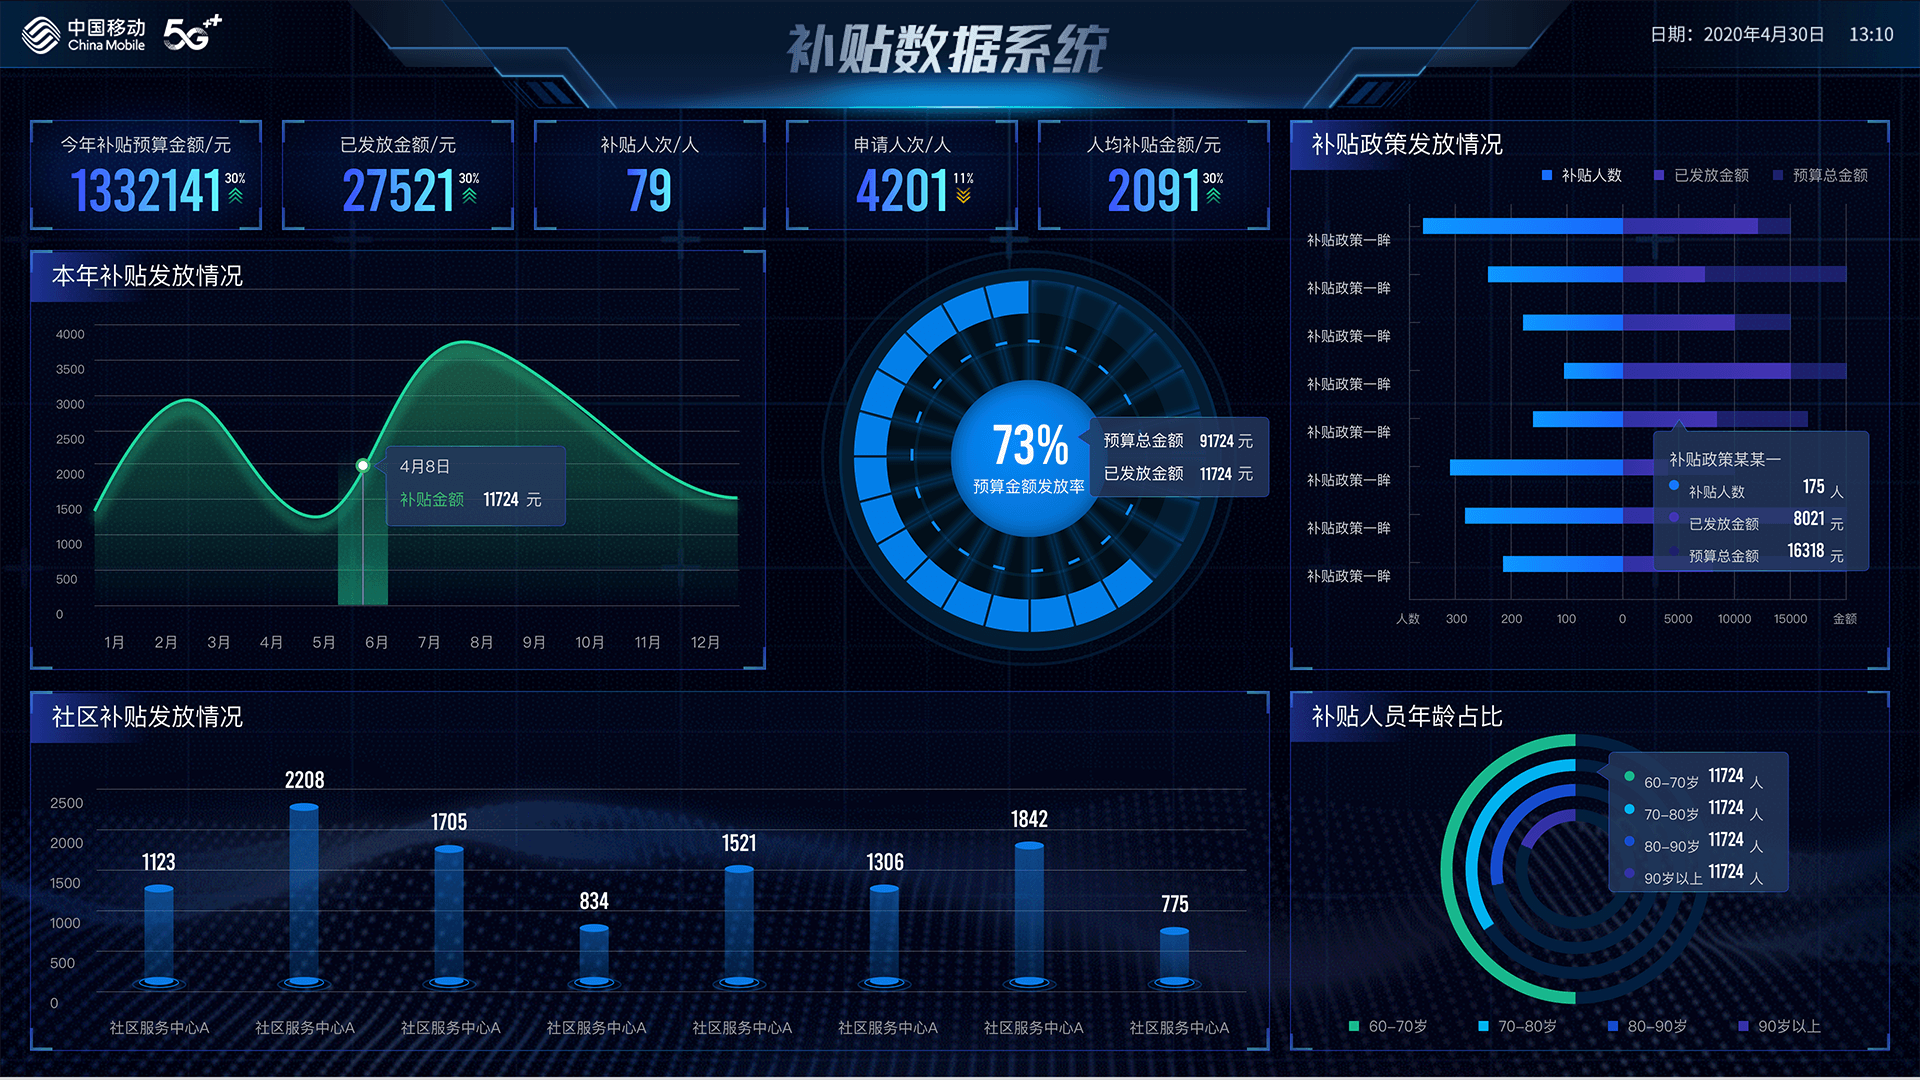 中国移动
China Mobile
5G++
补贴数据系统
日期：2020年4月30日 13:10
今年补贴预算金额/元
1332141 30%
已发放金额/元
27521 30%
补贴人次/人
79
申请人次/人
4201 11%
人均补贴金额/元
2091 30%
本年补贴发放情况
4000
3500
3000
2500
2000
1500
1000
500
0
1月 2月 3月 4月 5月 6月 7月 8月 9月 10月 11月 12月
4月8日
补贴金额 11724 元
73%
预算金额发放率
预算总金额 91724 元
已发放金额 11724 元
补贴政策发放情况
补贴人数 已发放金额 预算总金额
补贴政策一眸
补贴政策一眸
补贴政策一眸
补贴政策一眸
补贴政策一眸
补贴政策一眸
补贴政策一眸
补贴政策一眸
人数 300 200 100 0 5000 10000 15000 金额
补贴政策某某一
补贴人数 175 人
已发放金额 8021 元
预算总金额 16318 元
社区补贴发放情况
2500
2000
1500
1000
500
0
1123
2208
1705
834
1521
1306
1842
775
社区服务中心A 社区服务中心A 社区服务中心A 社区服务中心A 社区服务中心A 社区服务中心A 社区服务中心A 社区服务中心A
补贴人员年龄占比
60-70岁 11724 人
70-80岁 11724 人
80-90岁 11724 人
90岁以上 11724 人
60-70岁 70-80岁 80-90岁 90岁以上